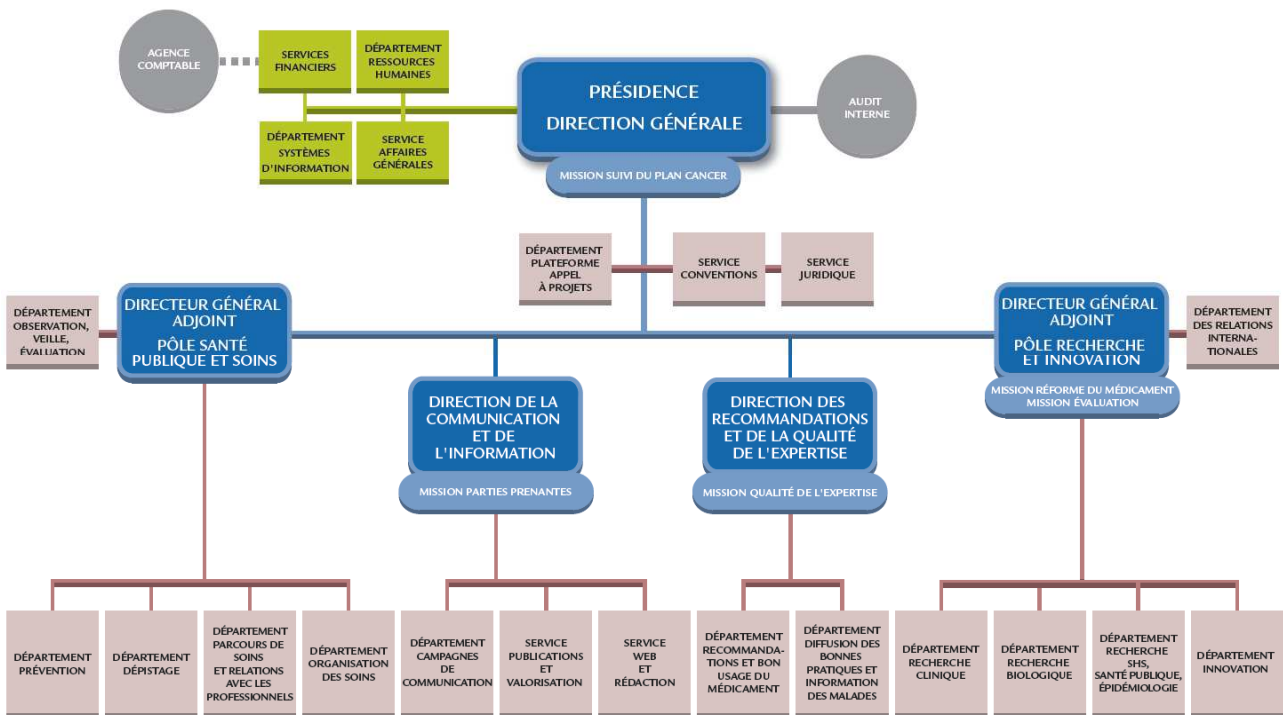 AGENCE
COMPTABLE
SERVICES
FINANCIERS
DÉPARTEMENT
RESSOURCES
HUMAINES
DÉPARTEMENT
SYSTÈMES
D'INFORMATION
SERVICE
AFFAIRES
GÉNÉRALES
PRÉSIDENCE
DIRECTION GÉNÉRALE
MISSION SUIVI DU PLAN CANCER
AUDIT
INTERNE
DÉPARTEMENT
PLATEFORME
APPEL
À PROJETS
SERVICE
CONVENTIONS
SERVICE
JURIDIQUE
DÉPARTEMENT
OBSERVATION,
VEILLE,
ÉVALUATION
DIRECTEUR GÉNÉRAL
ADJOINT
PÔLE SANTÉ
PUBLIQUE ET SOINS
DIRECTEUR GÉNÉRAL
ADJOINT
PÔLE RECHERCHE
ET INNOVATION
MISSION RÉFORME DU MÉDICAMENT
MISSION ÉVALUATION
DÉPARTEMENT
DES RELATIONS
INTERNA-
TIONALES
DIRECTION DE LA
COMMUNICATION
ET DE
L'INFORMATION
MISSION PARTIES PRENANTES
DIRECTION DES
RECOMMANDATIONS
ET DE LA QUALITÉ
DE L'EXPERTISE
MISSION QUALITÉ DE L'EXPERTISE
DÉPARTEMENT
PRÉVENTION
DÉPARTEMENT
DÉPISTAGE
DÉPARTEMENT
PARCOURS DE
SOINS
ET RELATIONS
AVEC LES
PROFESSIONNELS
DÉPARTEMENT
ORGANISATION
DES SOINS
DÉPARTEMENT
CAMPAGNES
DE
COMMUNICATION
SERVICE
PUBLICATIONS
ET
VALORISATION
SERVICE
WEB
ET
RÉDACTION
DÉPARTEMENT
RECOMMANDA-
TIONS ET BON
USAGE DU
MÉDICAMENT
DÉPARTEMENT
DIFFUSION DES
BONNES
PRATIQUES ET
INFORMATION
DES MALADES
DÉPARTEMENT
RECHERCHE
CLINIQUE
DÉPARTEMENT
RECHERCHE
BIOLOGIQUE
DÉPARTEMENT
RECHERCHE
SHS,
SANTÉ PUBLIQUE,
ÉPIDÉMIOLOGIE
DÉPARTEMENT
INNOVATION